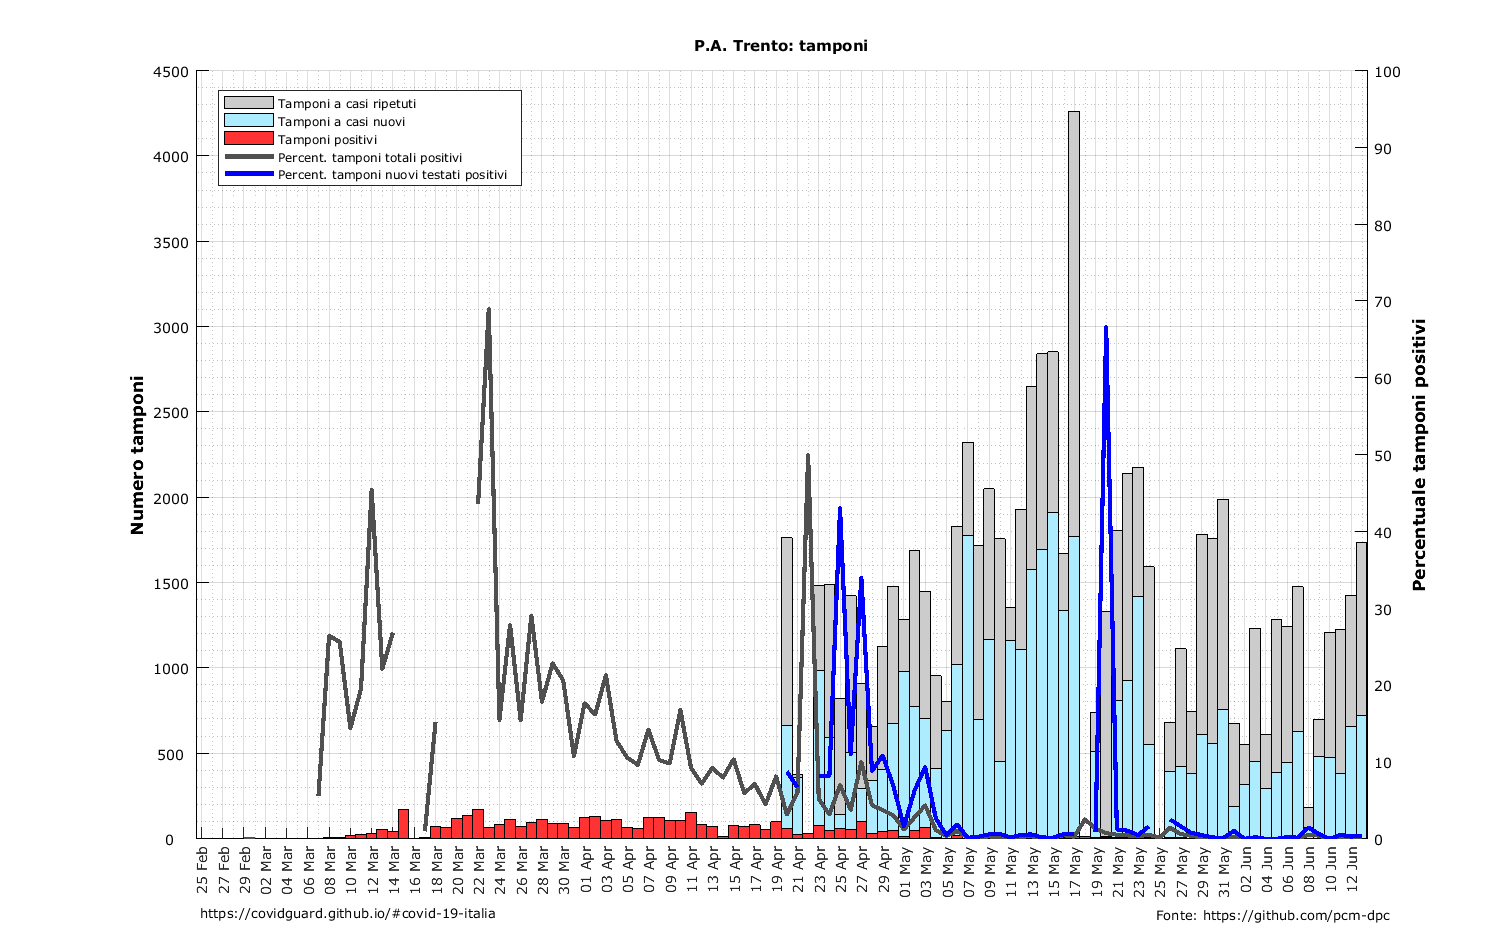 P.A. Trento: tamponi
4500
4000
3500
3000
2500
2000
1500
1000
500
0
Numero tamponi
Tamponi a casi ripetuti
Tamponi a casi nuovi
Tamponi positivi
Percent. tamponi totali positivi
Percent. tamponi nuovi testati positivi
100
90
80
70
60
50
40
30
20
10
0
Percentuale tamponi positivi
25 Feb
27 Feb
29 Feb
02 Mar
04 Mar
06 Mar
08 Mar
10 Mar
12 Mar
14 Mar
16 Mar
18 Mar
20 Mar
22 Mar
24 Mar
26 Mar
28 Mar
30 Mar
01 Apr
03 Apr
05 Apr
07 Apr
09 Apr
11 Apr
13 Apr
15 Apr
17 Apr
19 Apr
21 Apr
23 Apr
25 Apr
27 Apr
29 Apr
01 May
03 May
05 May
07 May
09 May
11 May
13 May
15 May
17 May
19 May
21 May
23 May
25 May
27 May
29 May
31 May
02 Jun
04 Jun
06 Jun
08 Jun
10 Jun
12 Jun
https://covidguard.github.io/#covid-19-italia
Fonte: https://github.com/pcm-dpc